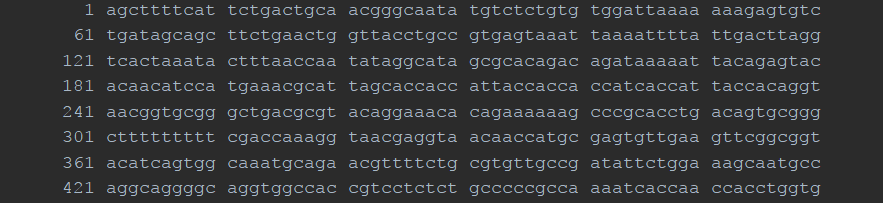 1 agcttttcat tctgactgca acgggcaata tgtctctgtg tggattaaaa aaagagtgtc
61 tgatagcagc ttctgaactg gttacctgcc gtgagtaaat taaaatttta ttgacttagg
121 tcactaaata ctttaaccaa tataggcata gcgcacagac agataaaaat tacagagtac
181 acaacatcca tgaaacgcat tagcaccacc attaccacca ccatcaccat taccacaggt
241 aacggtgcgg gctgacgcgt acaggaaaca cagaaaaaag cccgcacctg acagtgcggg
301 cttttttttt cgaccaaagg taacgaggta acaaccatgc gagtgttgaa gttcggcggt
361 acatcagtgg caaatgcaga acgttttctg cgtgttgccg atattctgga aagcaatgcc
421 aggcaggggc aggtggccac cgtcctctct gcccccgcca aaatcaccaa ccacctggtg